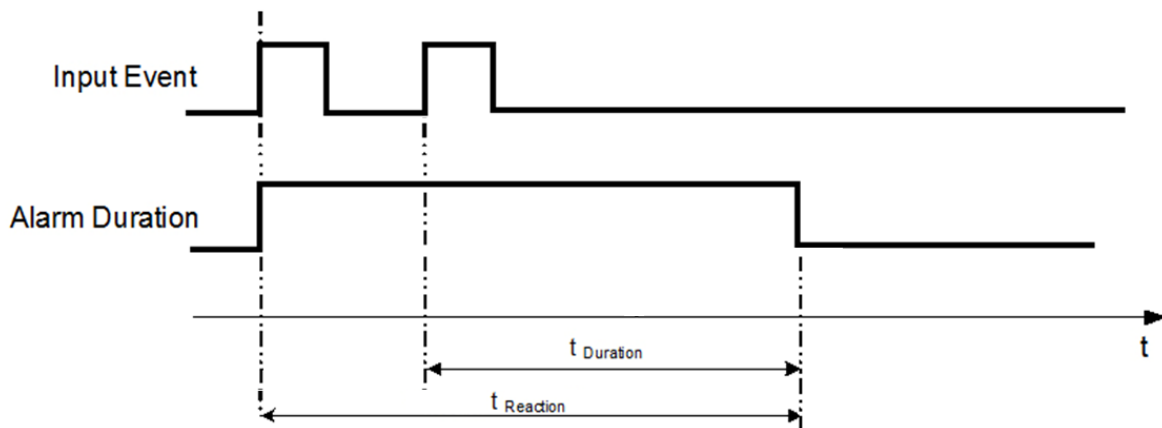 Input Event
Alarm Duration
t
t Duration
t Reaction